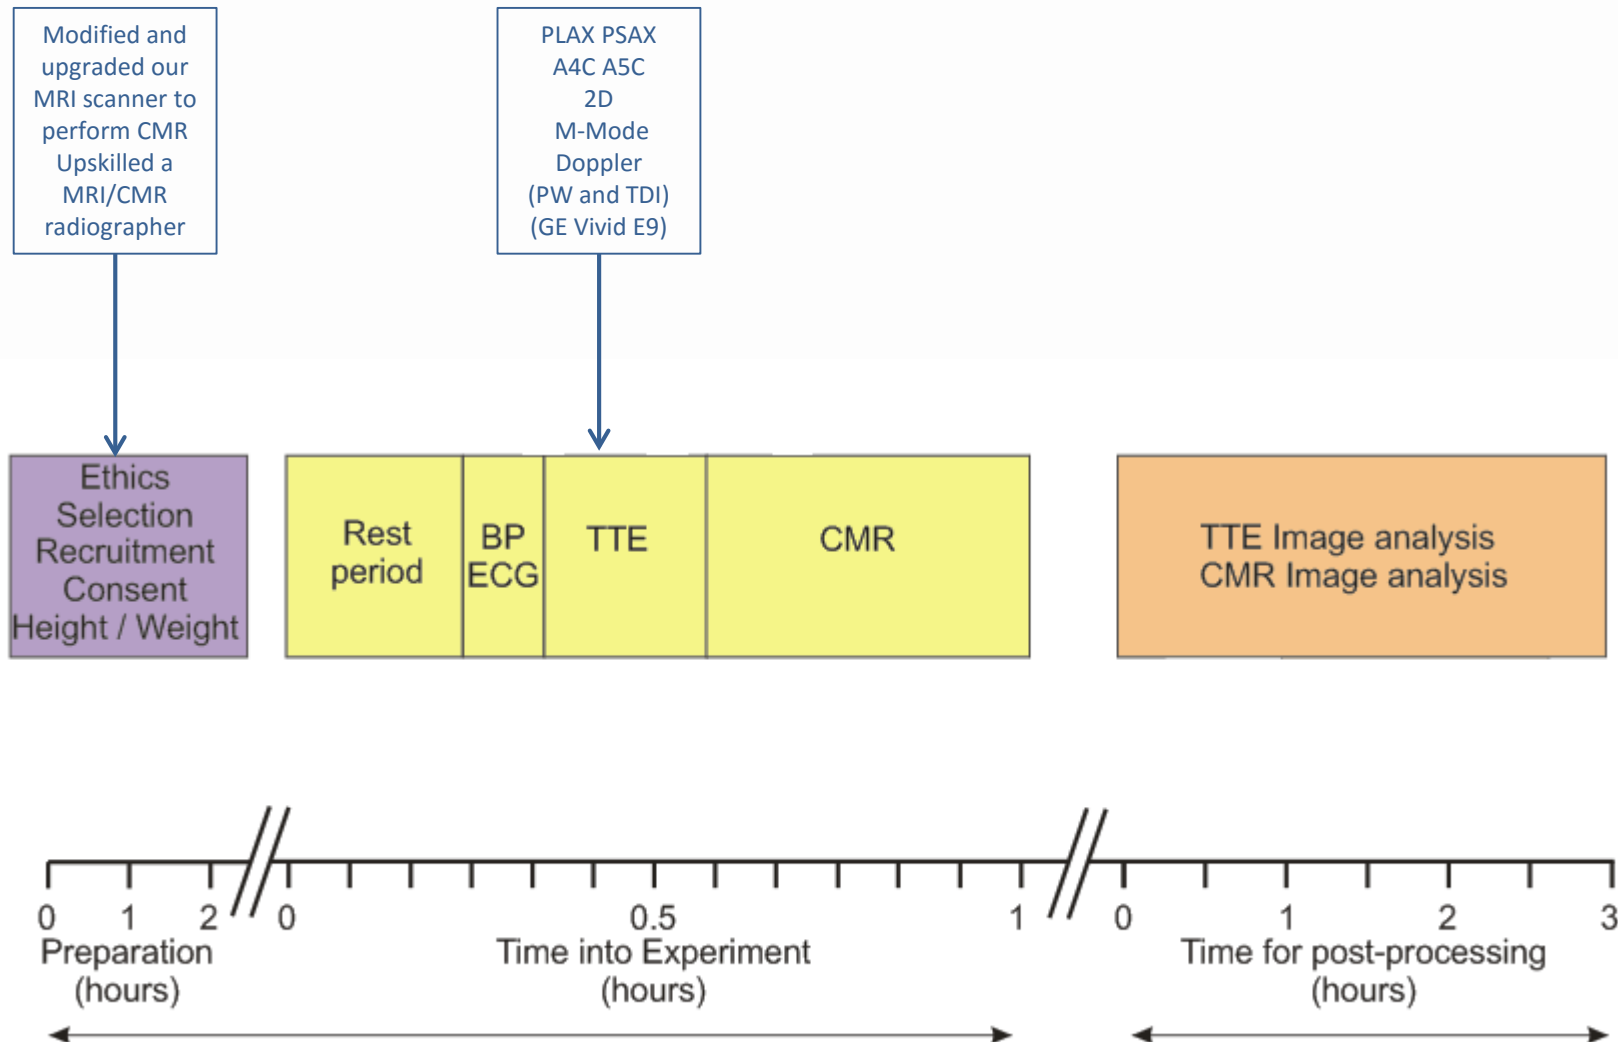 Modified and
upgraded our
MRI scanner to
perform CMR
Upskilled a
MRI/CMR
radiographer
PLAX PSAX
A4C A5C
2D
M-Mode
Doppler
(PW and TDI)
(GE Vivid E9)
Ethics
Selection
Recruitment
Consent
Height / Weight
Rest
period
BP
ECG
TTE
CMR
TTE Image analysis
CMR Image analysis
0 1 2
Preparation
(hours)
0 0.5 1
Time into Experiment
(hours)
0 1 2 3
Time for post-processing
(hours)